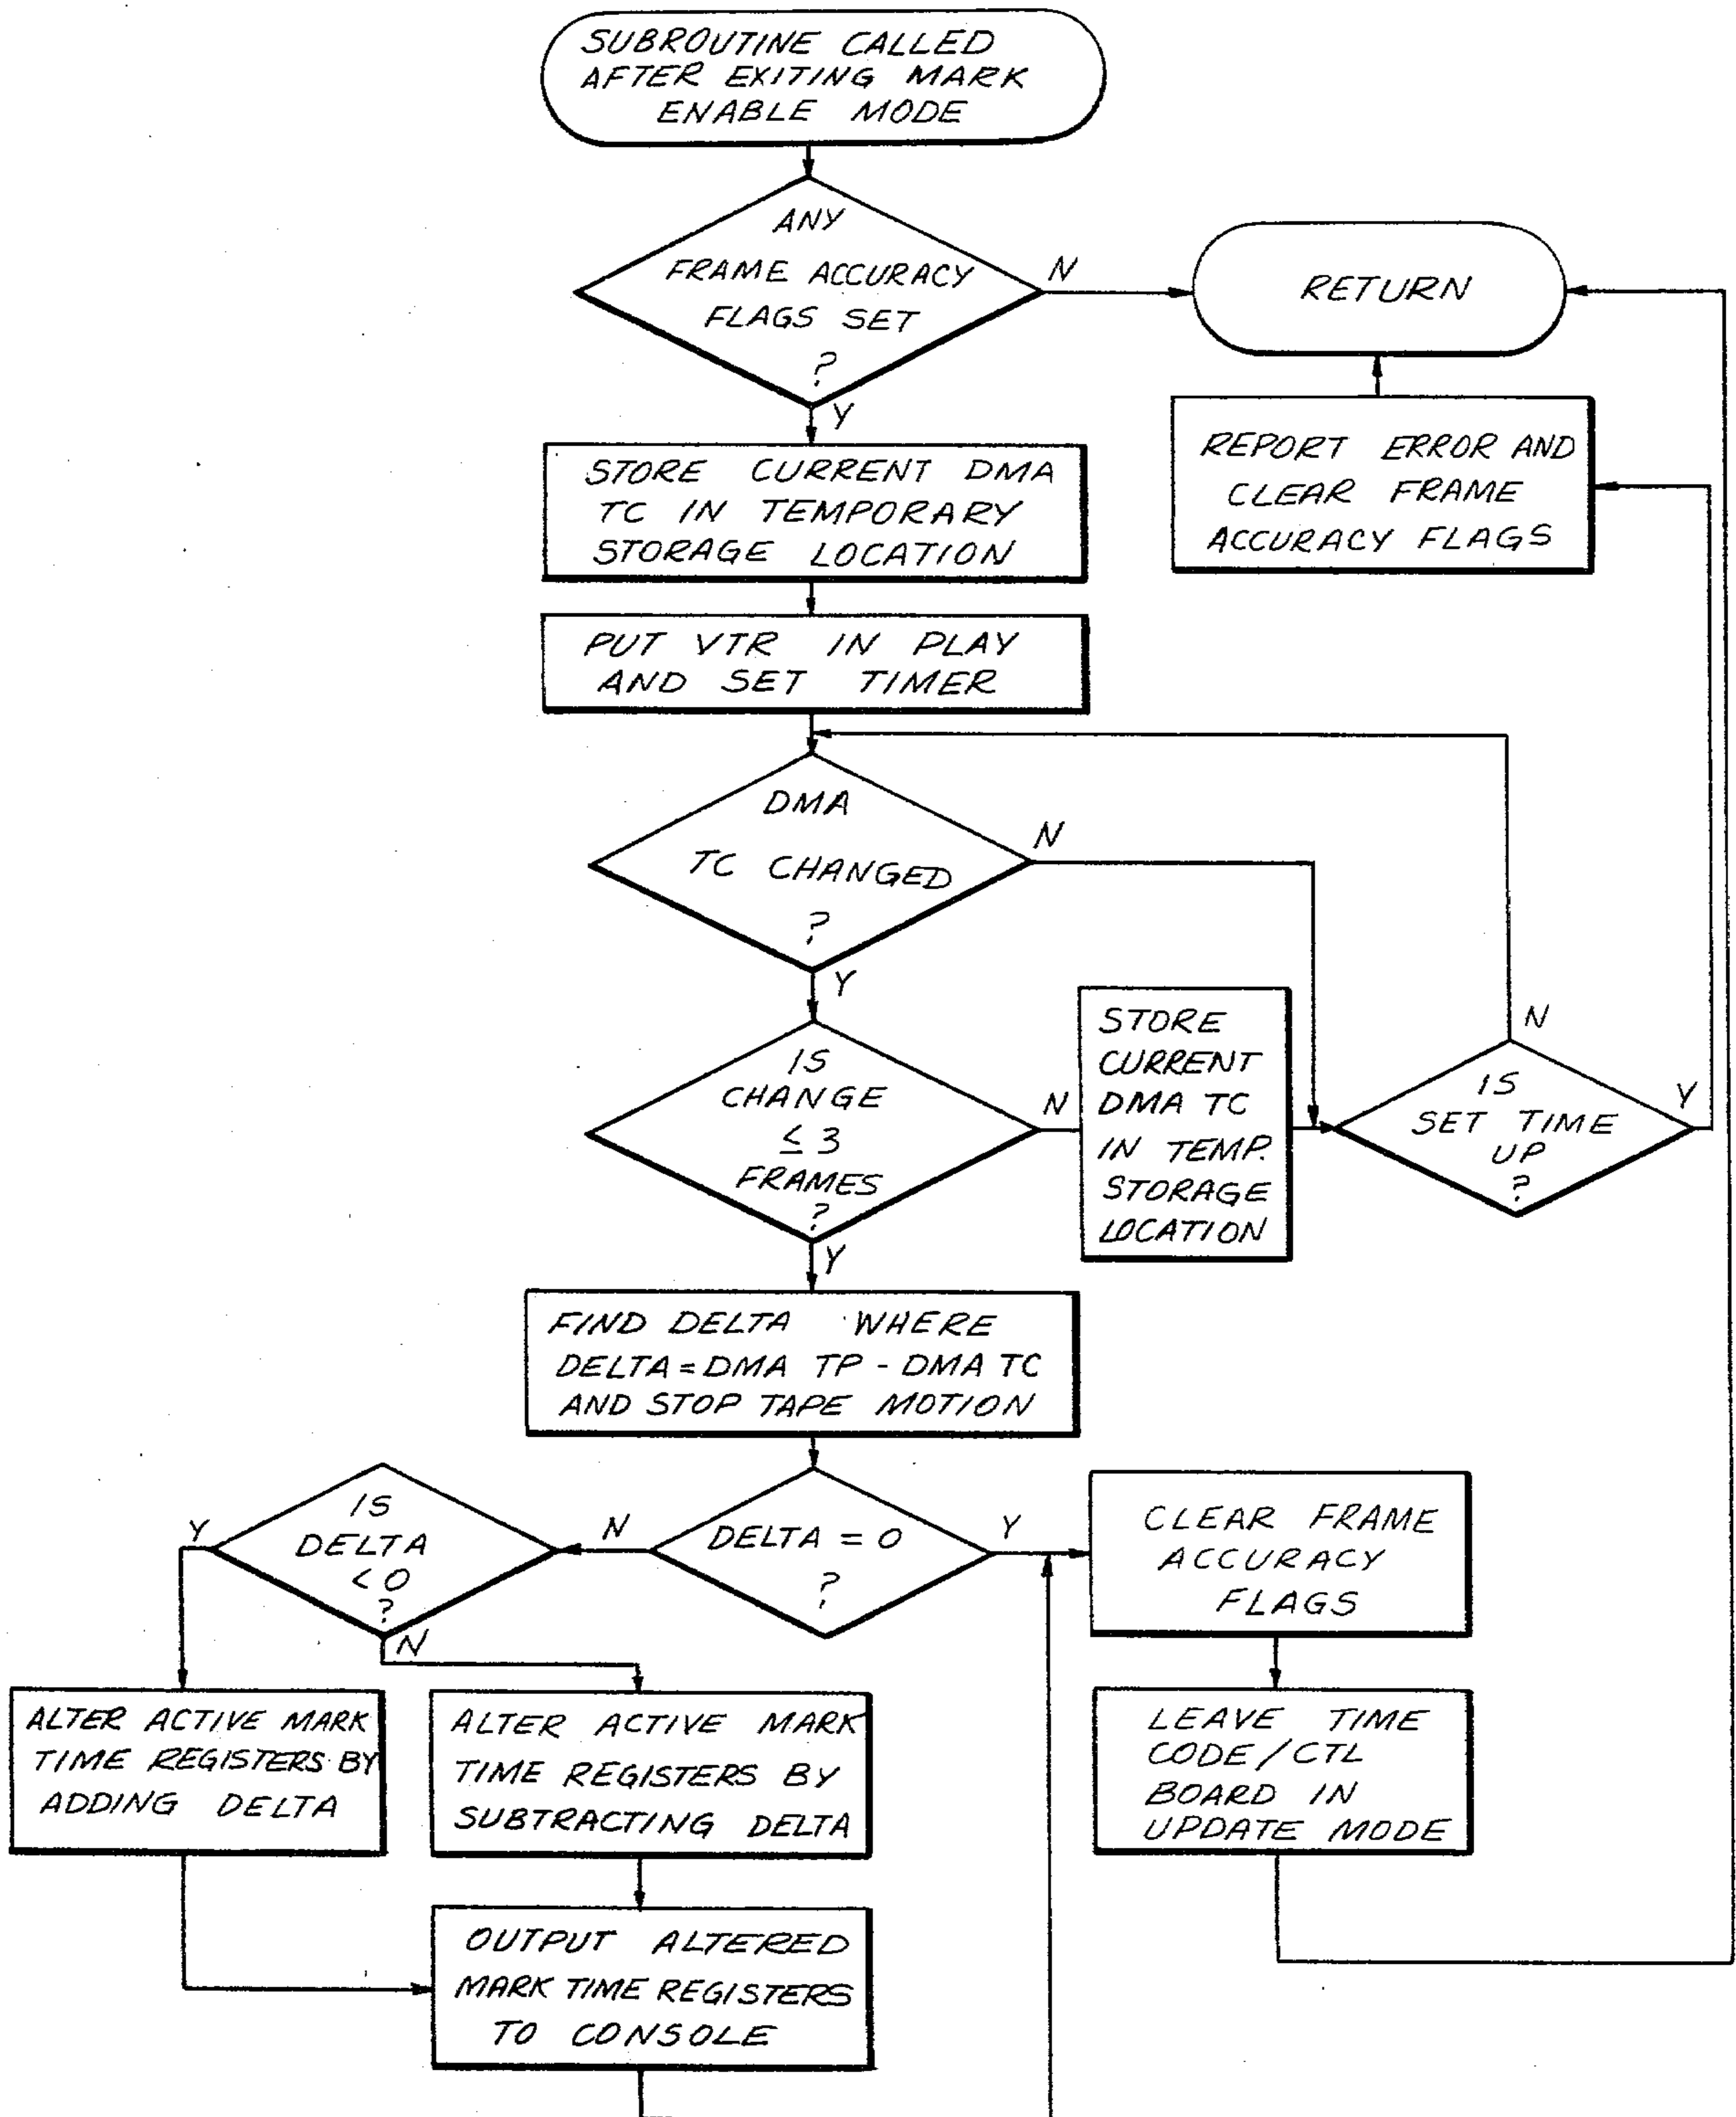 SUBROUTINE CALLED
AFTER EXITING MARK
ENABLE MODE
ANY
FRAME ACCURACY
FLAGS SET
?
N
RETURN
Y
STORE CURRENT DMA
TC IN TEMPORARY
STORAGE LOCATION
REPORT ERROR AND
CLEAR FRAME
ACCURACY FLAGS
PUT VTR IN PLAY
AND SET TIMER
DMA
TC CHANGED
?
N
Y
IS
CHANGE
≤ 3
FRAMES
?
N
STORE
CURRENT
DMA TC
IN TEMP.
STORAGE
LOCATION
N
IS
SET TIME
UP
?
Y
Y
FIND DELTA WHERE
DELTA = DMA TP - DMA TC
AND STOP TAPE MOTION
Y
IS
DELTA
< 0
?
N
N
DELTA = 0
?
Y
CLEAR FRAME
ACCURACY
FLAGS
ALTER ACTIVE MARK
TIME REGISTERS BY
ADDING DELTA
ALTER ACTIVE MARK
TIME REGISTERS BY
SUBTRACTING DELTA
LEAVE TIME
CODE/CTL
BOARD IN
UPDATE MODE
OUTPUT ALTERED
MARK TIME REGISTERS
TO CONSOLE